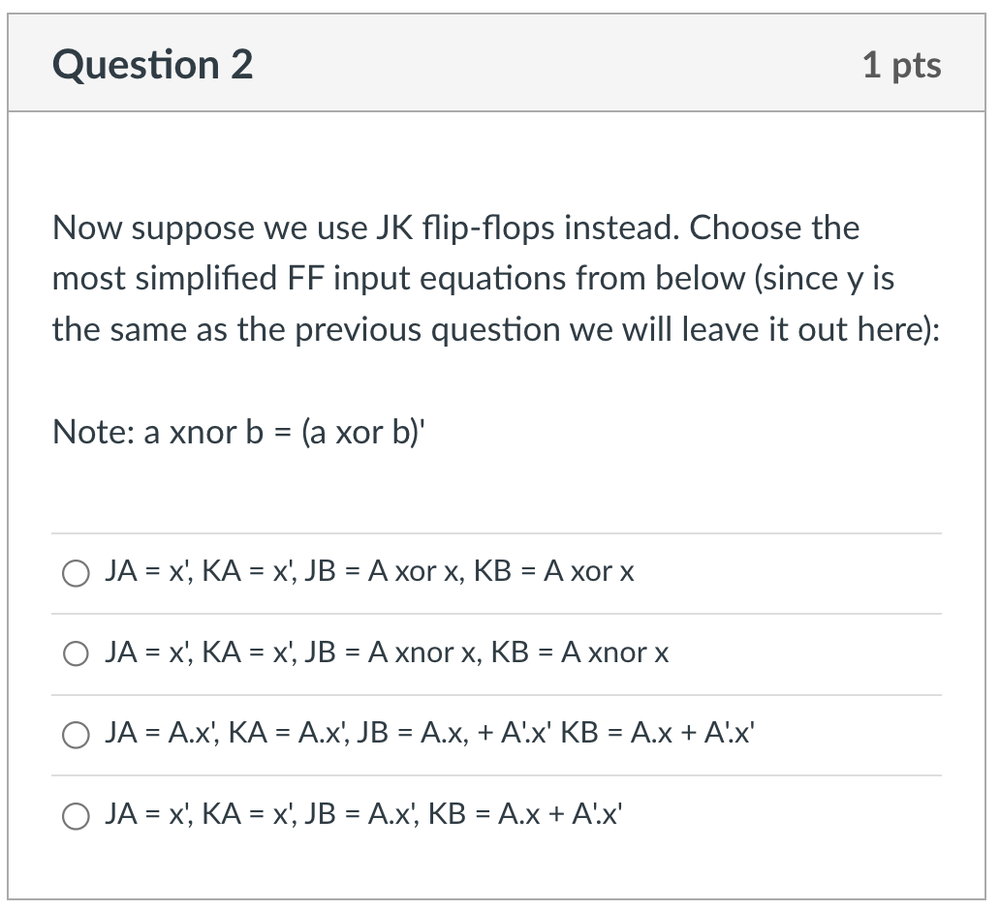 Question 2
1 pts
Now suppose we use JK flip-flops instead. Choose the
most simplified FF input equations from below (since y is
the same as the previous question we will leave it out here):
Note: a xnor b = (a xor b)'
JA = x', KA = x', JB = A xor x, KB = A xor x
JA = x', KA = x', JB = A xnor x, KB = A xnor x
JA = A.x', KA = A.x', JB = A.x, + A'.x' KB = A.x + A'.x'
JA = x', KA = x', JB = A.x', KB = A.x + A'.x'